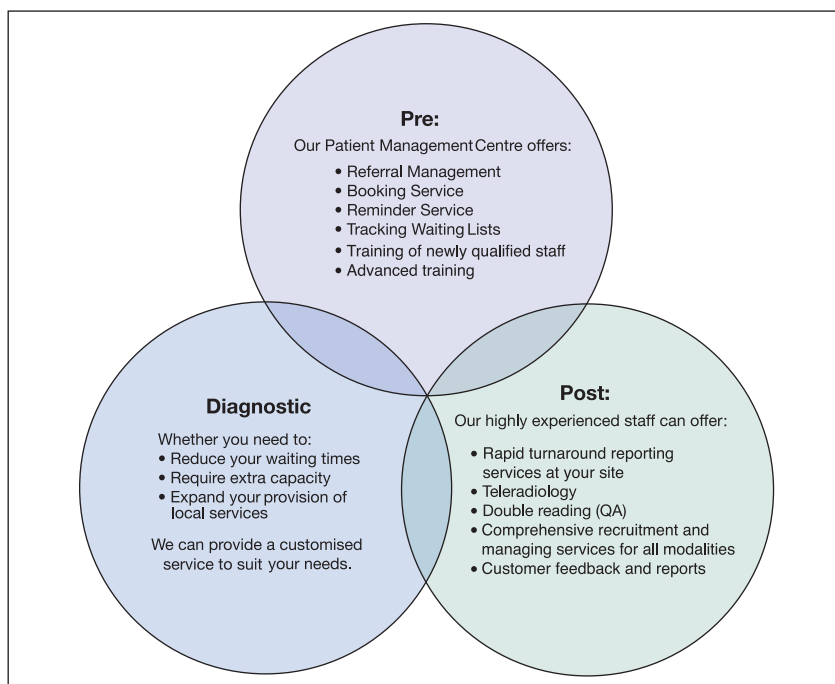 Pre:
Our Patient Management Centre offers:
• Referral Management
• Booking Service
• Reminder Service
• Tracking Waiting Lists
• Training of newly qualified staff
• Advanced training
Diagnostic
Whether you need to:
• Reduce your waiting times
• Require extra capacity
• Expand your provision of
local services
We can provide a customised
service to suit your needs.
Post:
Our highly experienced staff can offer:
• Rapid turnaround reporting
services at your site
• Teleradiology
• Double reading (QA)
• Comprehensive recruitment and
managing services for all modalities
• Customer feedback and reports